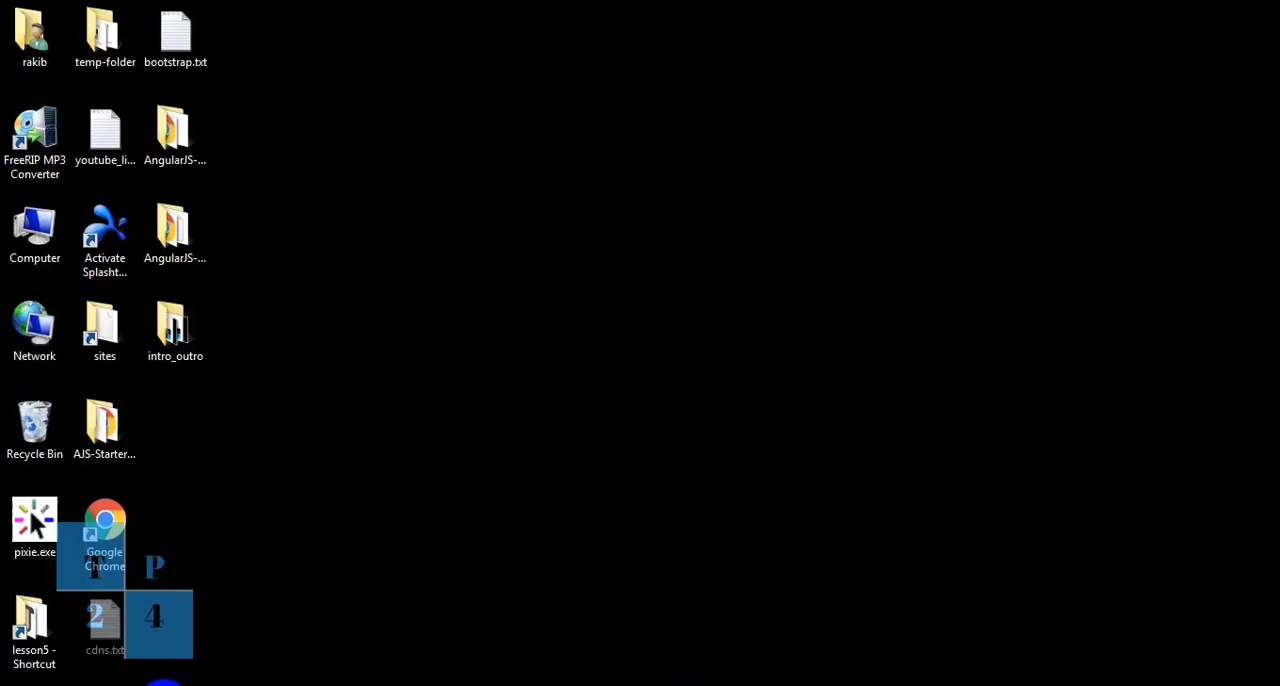 rakib
temp-folder
bootstrap.txt
FreeRIP MP3
Converter
youtube_li...
AngularJS-...
Computer
Activate
Splasht...
AngularJS-...
Network
sites
intro_outro
Recycle Bin
AJS-Starter...
pixie.exe
Google
Chrome
T P
2 4
lesson5 -
Shortcut
cdns.txt